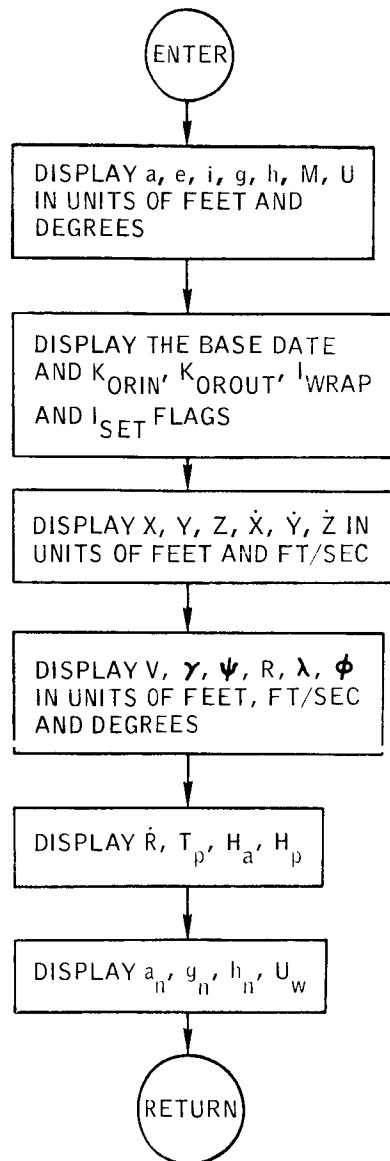 ENTER
DISPLAY a, e, i, g, h, M, U
IN UNITS OF FEET AND
DEGREES
DISPLAY THE BASE DATE
AND K_ORIN, K_OROUT, I_WRAP
AND I_SET FLAGS
DISPLAY X, Y, Z, Ẋ, Ẏ, Ż IN
UNITS OF FEET AND FT/SEC
DISPLAY V, γ, ψ, R, λ, ϕ
IN UNITS OF FEET, FT/SEC
AND DEGREES
DISPLAY Ṙ, T_p, H_a, H_p
DISPLAY a_n, g_n, h_n, U_w
RETURN